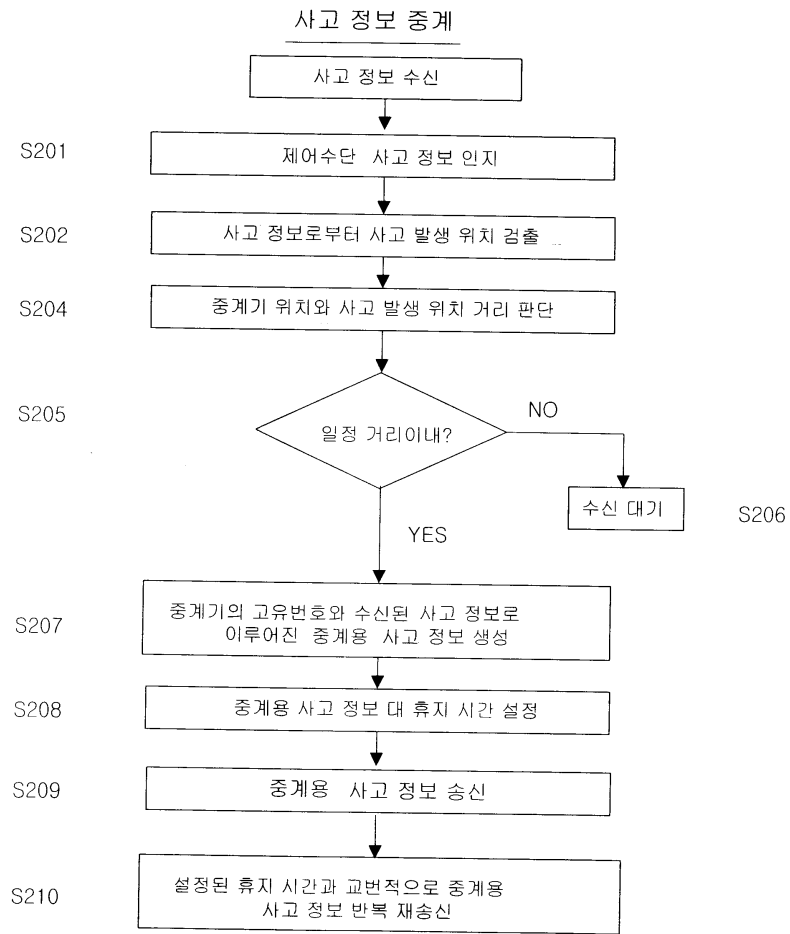 사고 정보 중계
사고 정보 수신
S201
제어수단 사고 정보 인지
S202
사고 정보로부터 사고 발생 위치 검출
S204
중계기 위치와 사고 발생 위치 거리 판단
S205
일정 거리이내?
NO
수신 대기
S206
YES
S207
중계기의 고유번호와 수신된 사고 정보로
이루어진 중계용 사고 정보 생성
S208
중계용 사고 정보 대 휴지 시간 설정
S209
중계용 사고 정보 송신
S210
설정된 휴지 시간과 교번적으로 중계용
사고 정보 반복 재송신